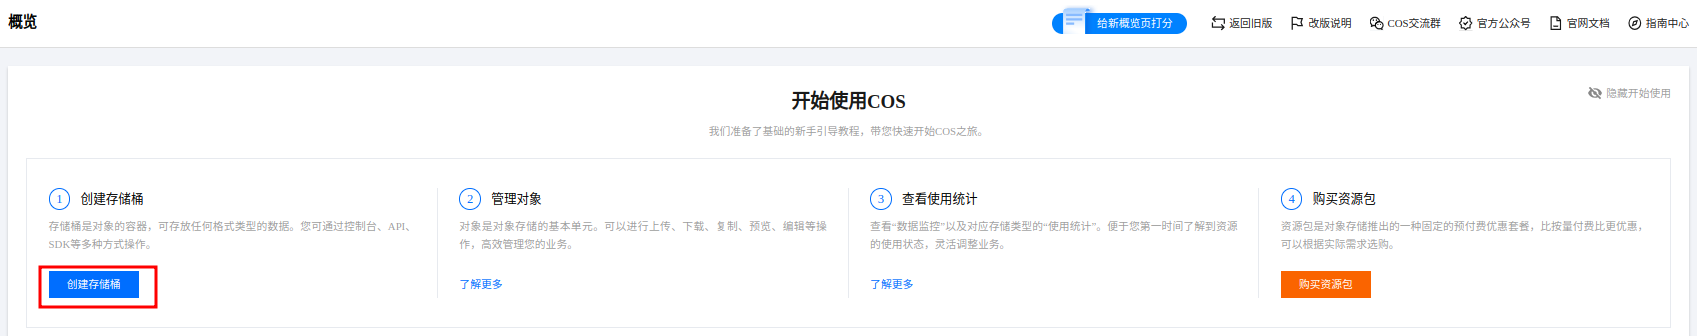 概览
给新概览页打分
返回旧版
改版说明
COS交流群
官方公众号
官网文档
指南中心
开始使用COS
隐藏开始使用
我们准备了基础的新手引导教程，带您快速开始COS之旅。
1 创建存储桶
存储桶是对象的容器，可存放任何格式类型的数据。您可通过控制台、API、
SDK等多种方式操作。
创建存储桶
2 管理对象
对象是对象存储的基本单元。可以进行上传、下载、复制、预览、编辑等操
作，高效管理您的业务。
了解更多
3 查看使用统计
查看“数据监控”以及对应存储类型的“使用统计”。便于您第一时间了解到资源
的使用状态，灵活调整业务。
了解更多
4 购买资源包
资源包是对象存储推出的一种固定的预付费优惠套餐，比按量付费比更优惠，
可以根据实际需求选购。
购买资源包